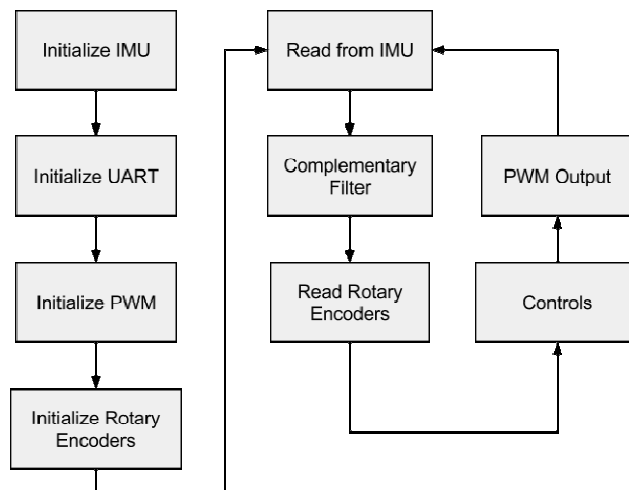 Initialize IMU
Initialize UART
Initialize PWM
Initialize Rotary
Encoders
Read from IMU
Complementary
Filter
Read Rotary
Encoders
Controls
PWM Output